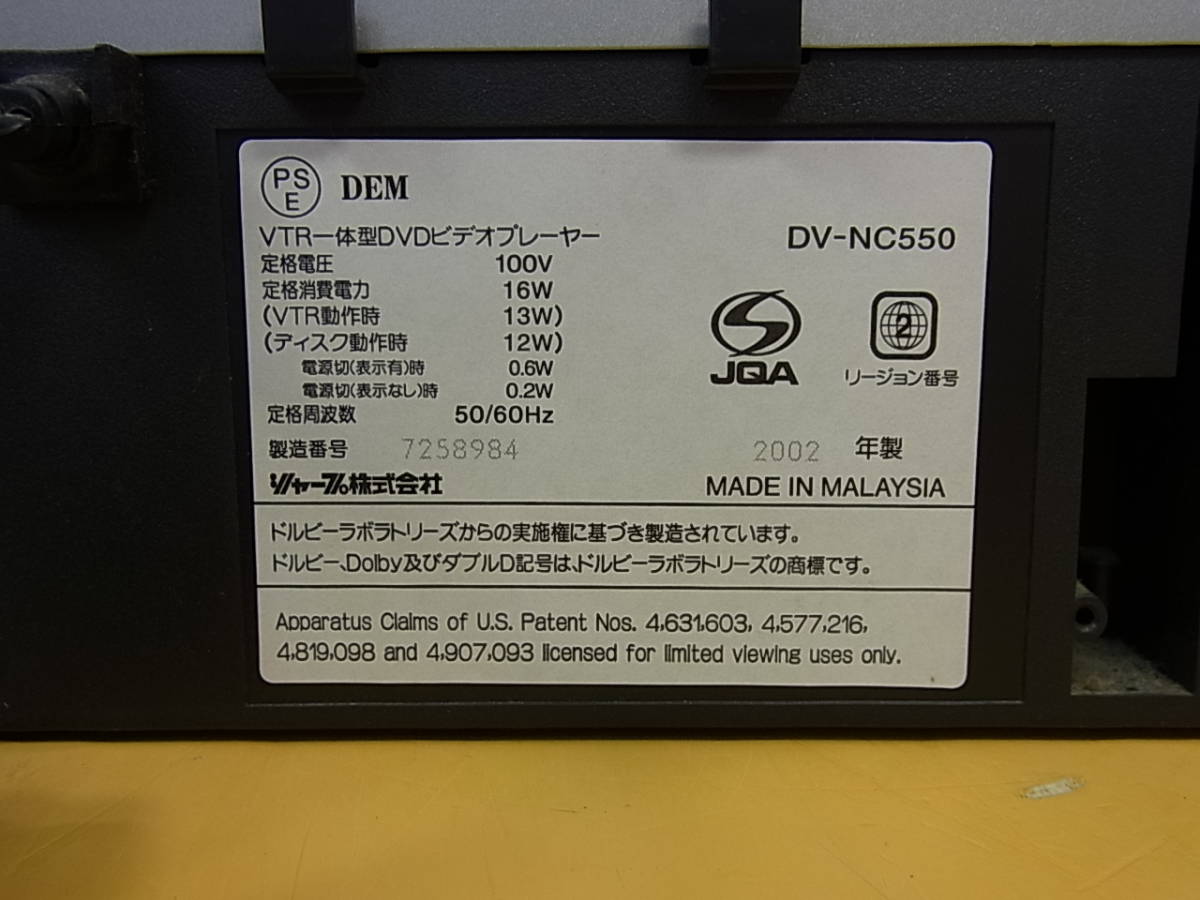 PS
E
DEM
VTR一体型DVDビデオプレーヤー
DV-NC550
定格電圧 100V
定格消費電力 16W
(VTR動作時 13W)
(ディスク動作時 12W)
電源切(表示有)時 0.6W
電源切(表示なし)時 0.2W
定格周波数 50/60Hz
JQA
2
リージョン番号
製造番号 7258984
2002 年製
シャープ株式会社
MADE IN MALAYSIA
ドルビーラボラトリーズからの実施権に基づき製造されています。
ドルビー、Dolby及びダブルD記号は、ドルビーラボラトリーズの商標です。
Apparatus Claims of U.S. Patent Nos. 4,631,603, 4,577,216,
4,819,098 and 4,907,093 licensed for limited viewing uses only.